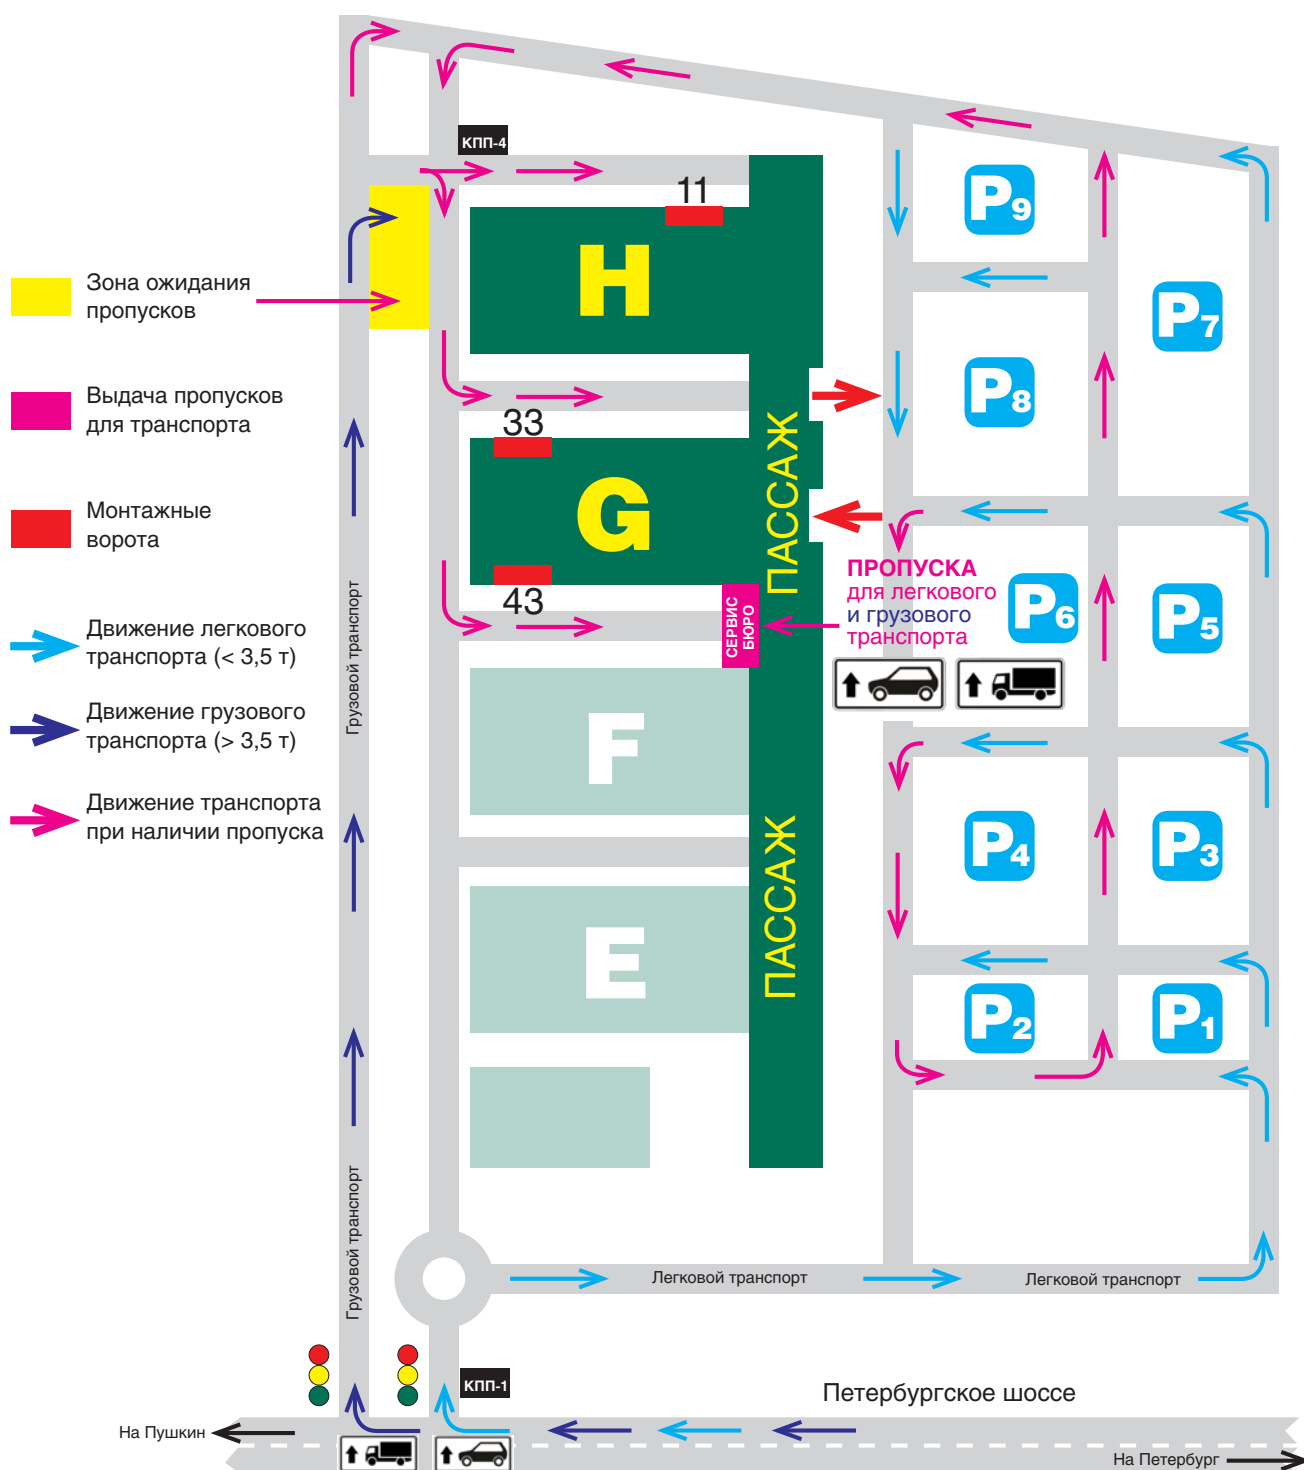 КПП-4
11
H
P9
P7
P8
Зона ожидания
пропусков
Выдача пропусков
для транспорта
Монтажные
ворота
Движение легкового
транспорта (< 3,5 т)
Движение грузового
транспорта (> 3,5 т)
Движение транспорта
при наличии пропуска
33
G
43
ПАССАЖ
СЕРВИС
БЮРО
ПРОПУСКА
для легкового
и грузового
транспорта
P6
P5
Грузовой транспорт
F
ПАССАЖ
P4
P3
E
P2
P1
Грузовой транспорт
Легковой транспорт
Легковой транспорт
КПП-1
Петербургское шоссе
На Пушкин
На Петербург